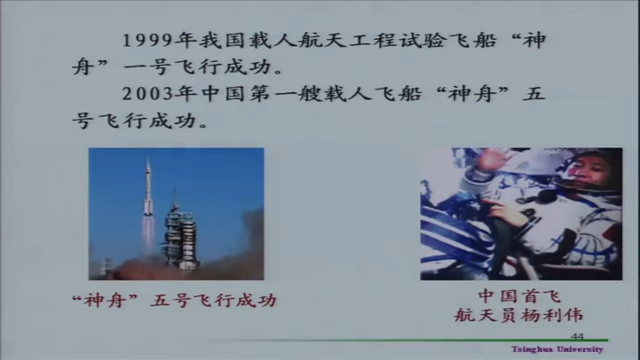 1999年我国载人航天工程试验飞船“神
舟”一号飞行成功。
2003年中国第一艘载人飞船“神舟”五
号飞行成功。
“神舟”五号飞行成功
中国首飞
航天员杨利伟
44
Tsinghua University